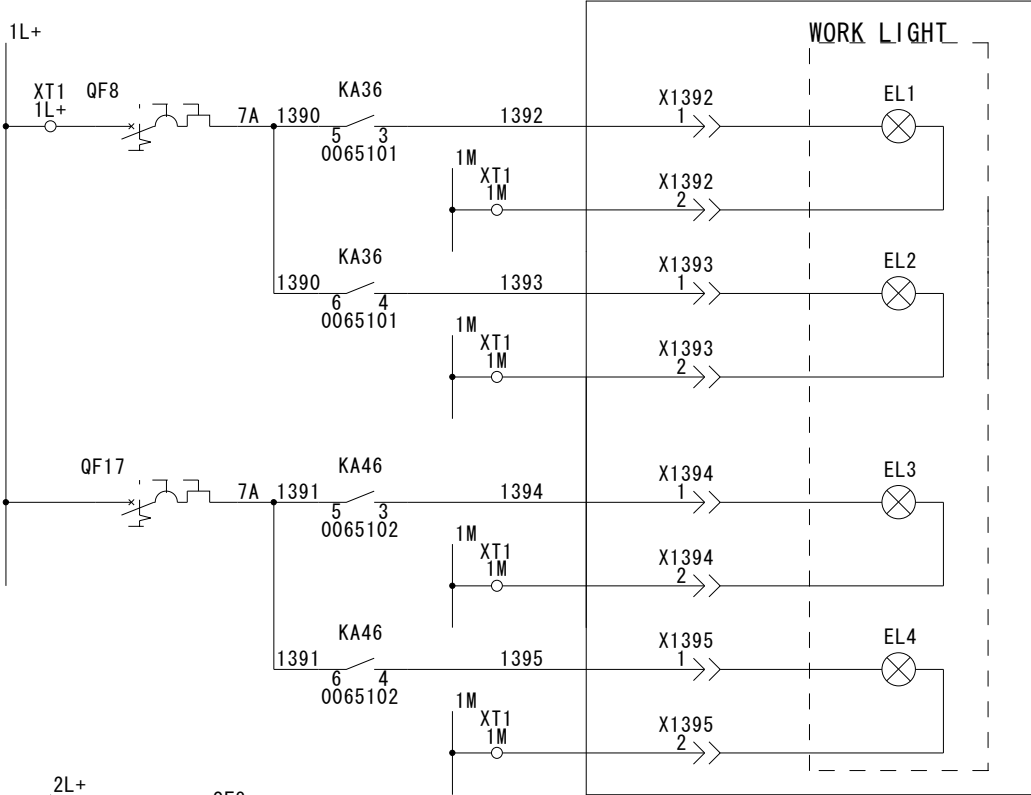 1L+
WORK LIGHT
XT1 QF8
1L+
KA36
7A 1390
5 3
0065101
1392
X1392
1
EL1
1M
XT1
1M
X1392
2
KA36
1390
6 4
0065101
1393
X1393
1
EL2
1M
XT1
1M
X1393
2
QF17
KA46
7A 1391
5 3
0065102
1394
X1394
1
EL3
1M
XT1
1M
X1394
2
KA46
1391
6 4
0065102
1395
X1395
1
EL4
1M
XT1
1M
X1395
2
2L+